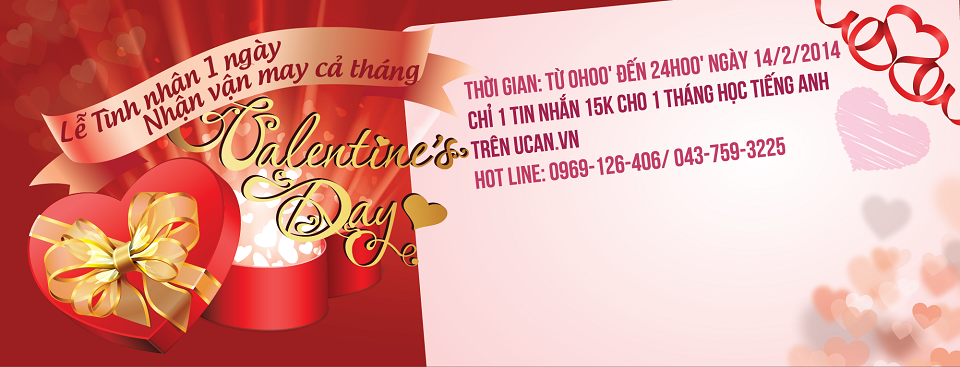 Lễ Tình nhân 1 ngày
Nhận vận may cả tháng
Valentine's
Day
THỜI GIAN: TỪ 0H00' ĐẾN 24H00' NGÀY 14/2/2014
CHỈ 1 TIN NHẮN 15K CHO 1 THÁNG HỌC TIẾNG ANH
TRÊN UCAN.VN
HOT LINE: 0969-126-406/ 043-759-3225